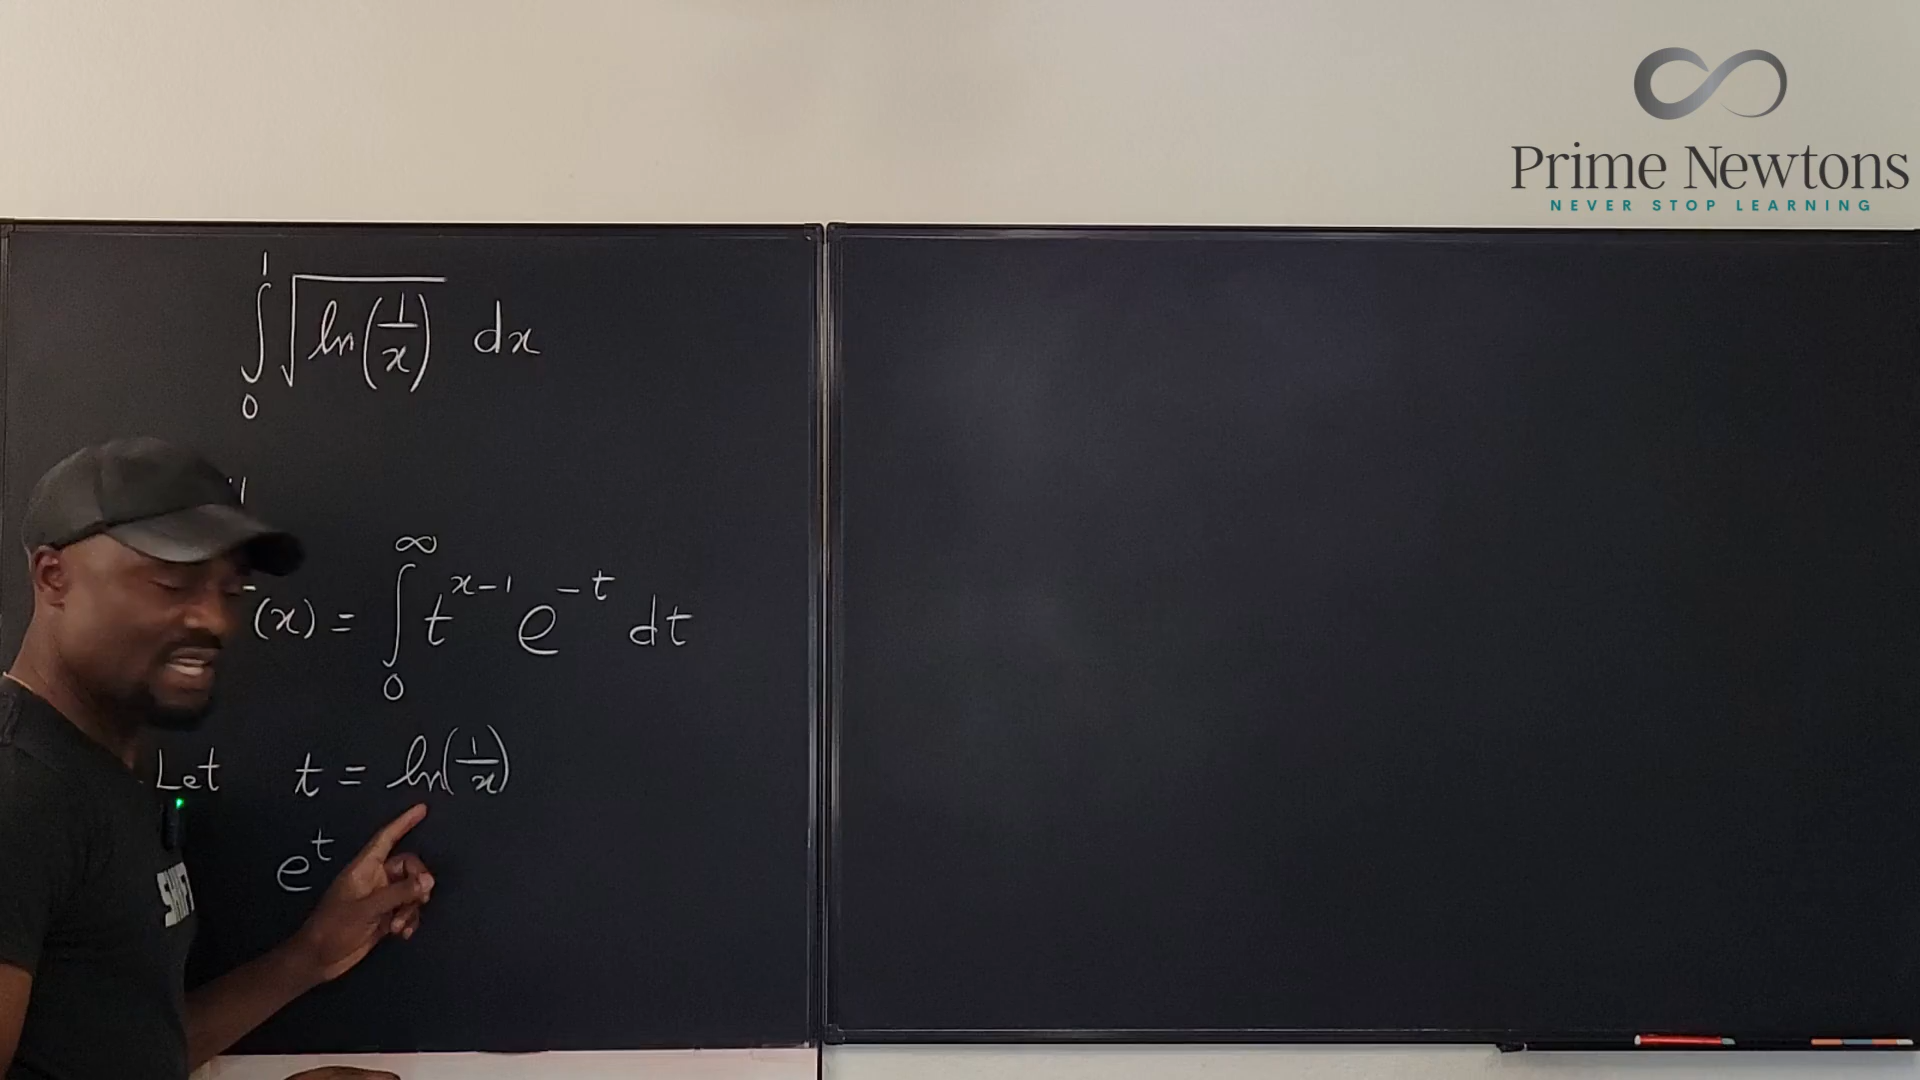 Prime Newtons
NEVER STOP LEARNING
∫₀¹ √(ln(1/x)) dx
(x) = ∫₀^∞ t^(x-1) e^(-t) dt
Let t = ln(1/x)
e^t